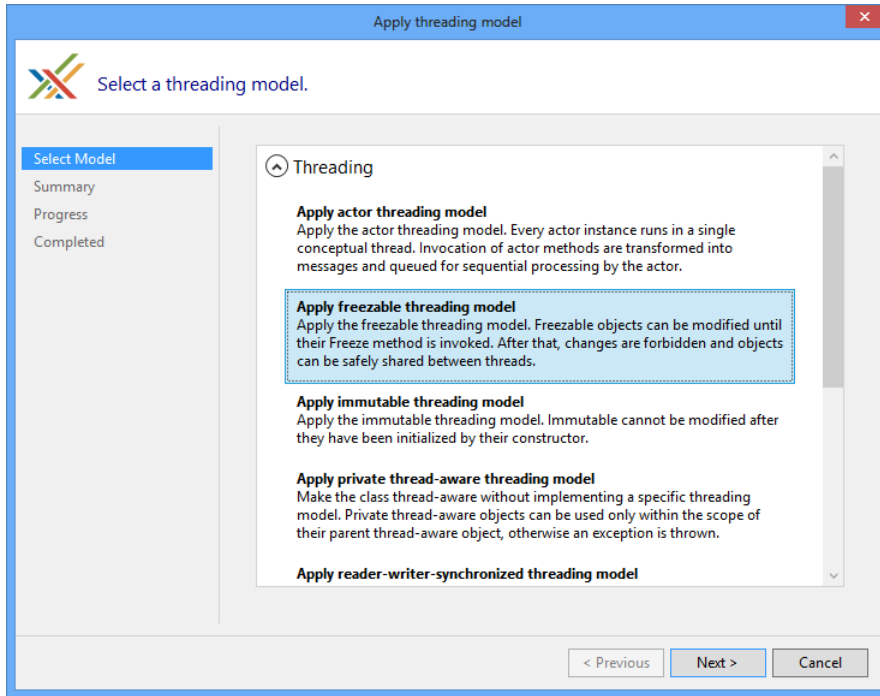 Apply threading model
Select a threading model.
Select Model
Summary
Progress
Completed
Threading
Apply actor threading model
Apply the actor threading model. Every actor instance runs in a single
conceptual thread. Invocation of actor methods are transformed into
messages and queued for sequential processing by the actor.
Apply freezable threading model
Apply the freezable threading model. Freezable objects can be modified until
their Freeze method is invoked. After that, changes are forbidden and objects
can be safely shared between threads.
Apply immutable threading model
Apply the immutable threading model. Immutable cannot be modified after
they have been initialized by their constructor.
Apply private thread-aware threading model
Make the class thread-aware without implementing a specific threading
model. Private thread-aware objects can be used only within the scope of
their parent thread-aware object, otherwise an exception is thrown.
Apply reader-writer-synchronized threading model
< Previous
Next >
Cancel